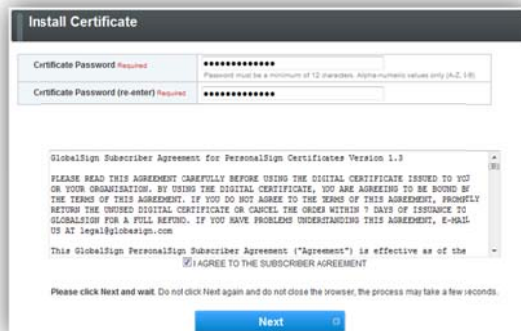 Install Certificate
Certificate Password Required
•••••••••••••
Password must be a minimum of 12 characters. Alpha-numeric values only (A-Z, 1-9).
Certificate Password (re-enter) Required
•••••••••••••
GlobalSign Subscriber Agreement for PersonalSign Certificates Version 1.3
PLEASE READ THIS AGREEMENT CAREFULLY BEFORE USING THE DIGITAL CERTIFICATE ISSUED TO YOU
OR YOUR ORGANISATION. BY USING THE DIGITAL CERTIFICATE, YOU ARE AGREEING TO BE BOUND BY
THE TERMS OF THIS AGREEMENT. IF YOU DO NOT AGREE TO THE TERMS OF THIS AGREEMENT, PROMPTLY
RETURN THE UNUSED DIGITAL CERTIFICATE OR CANCEL THE ORDER WITHIN 7 DAYS OF ISSUANCE TO
GLOBALSIGN FOR A FULL REFUND. IF YOU HAVE PROBLEMS UNDERSTANDING THIS AGREEMENT, E-MAIL
US AT legal@globasign.com
This GlobalSign PersonalSign Subscriber Agreement ("Agreement") is effective as of the
I AGREE TO THE SUBSCRIBER AGREEMENT
Please click Next and wait. Do not click Next again and do not close the browser, the process may take a few seconds.
Next